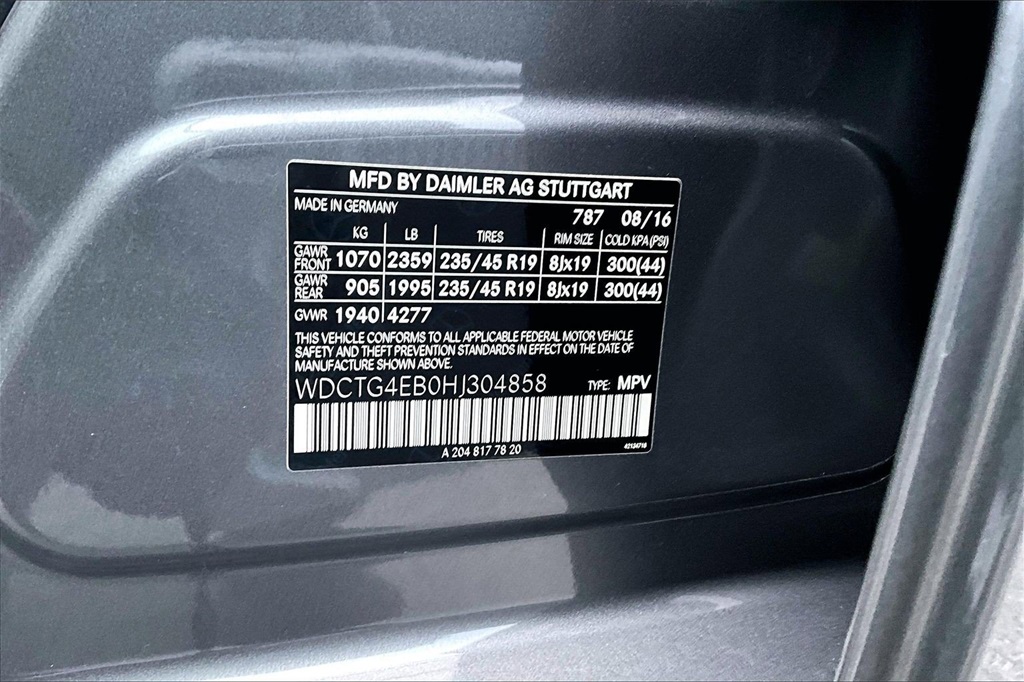 MFD BY DAIMLER AG STUTTGART
MADE IN GERMANY 787 08/16
KG LB TIRES RIM SIZE COLD KPA (PSI)
GAWR FRONT 1070 2359 235/45 R19 8Jx19 300(44)
GAWR REAR 905 1995 235/45 R19 8Jx19 300(44)
GVWR 1940 4277
THIS VEHICLE CONFORMS TO ALL APPLICABLE FEDERAL MOTOR VEHICLE
SAFETY AND THEFT PREVENTION STANDARDS IN EFFECT ON THE DATE OF
MANUFACTURE SHOWN ABOVE.
WDCTG4EB0HJ304858 TYPE: MPV
A 204 817 78 20